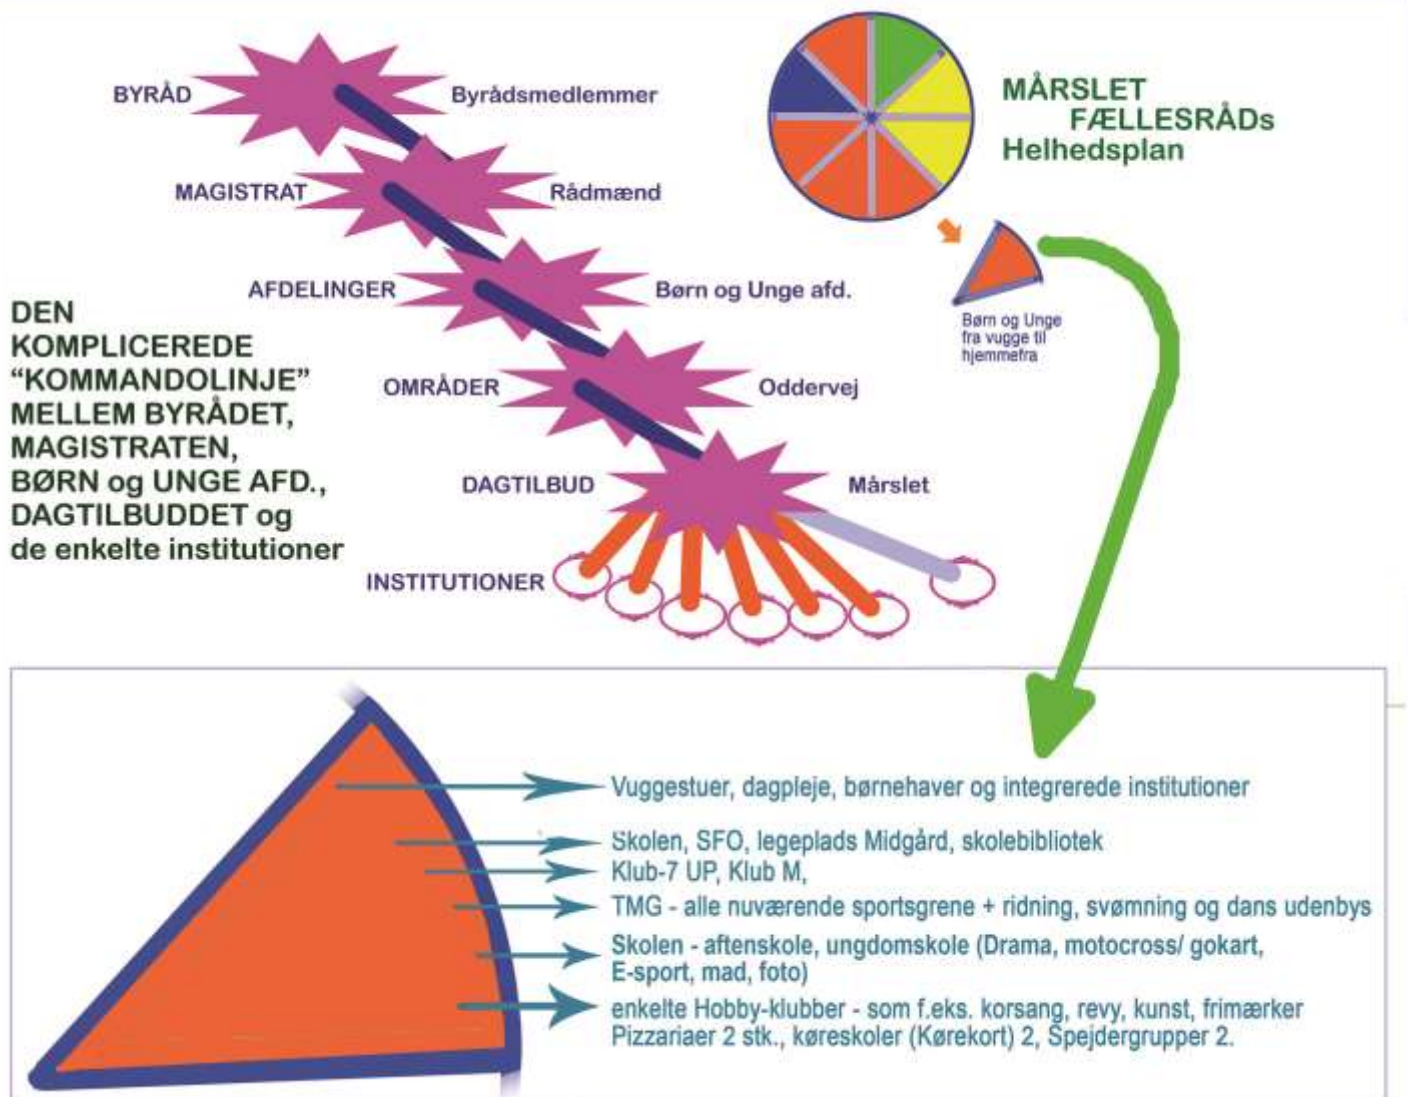 BYRÅD
Byrådsmedlemmer
MAGISTRAT
Rådmænd
AFDELINGER
Børn og Unge afd.
OMRÅDER
Oddervej
DAGTILBUD
Mårslet
INSTITUTIONER
MÅRSLET
FÆLLESRÅDs
Helhedsplan
Børn og Unge
fra vugge til
hjemmefra
DEN
KOMPLICEREDE
“KOMMANDOLINJE”
MELLEM BYRÅDET,
MAGISTRATEN,
BØRN og UNGE AFD.,
DAGTILBUDDET og
de enkelte institutioner
Vuggestuer, dagpleje, børnehaver og integrerede institutioner
Skolen, SFO, legeplads Midgård, skolebibliotek
Klub-7 UP, Klub M,
TMG - alle nuværende sportsgrene + ridning, svømning og dans udenbys
Skolen - aftenskole, ungdomskole (Drama, motocross/ gokart,
E-sport, mad, foto)
enkelte Hobby-klubber - som f.eks. korsang, revy, kunst, frimærker
Pizzariaer 2 stk., køreskoler (Kørekort) 2, Spejdergrupper 2.